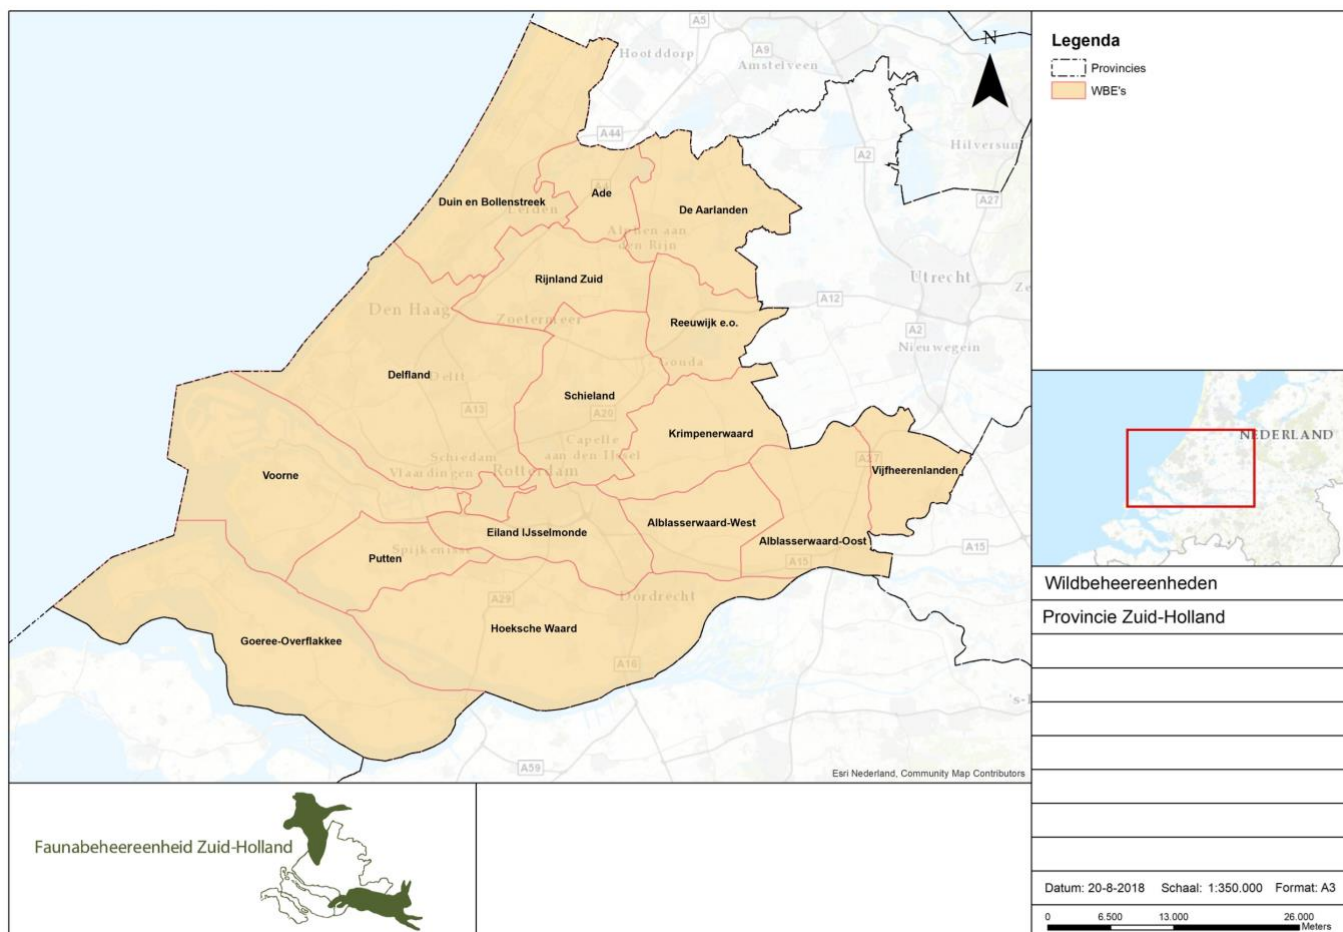 A5
Hoofddorp
A9
Amstelveen
N
A44
A2
Hilversum
A27
Ade
Duin en Bollenstreek
Leiden
De Aarlanden
Alphen aan
den Rijn
Utrecht
Rijnland Zuid
A12
Den Haag
Zoetermeer
Reeuwijk e.o.
A2
Nieuwegein
Gouda
Delfland
Delft
Schieland
A13
A20
Krimpenerwaard
Capelle
aan den IJssel
Schiedam
Vlaardingen
Rotterdam
A27
Vijfheerenlanden
Voorne
Alblasserwaard-West
Eiland IJsselmonde
Alblasserwaard-Oost
Spijkenisse
Putten
A15
A15
A29
Dordrecht
Hoeksche Waard
Goeree-Overflakkee
A16
A59
Esri Nederland, Community Map Contributors
Legenda
Provincies
WBE's
NEDERLAND
Wildbeheereenheden
Provincie Zuid-Holland
Datum: 20-8-2018 Schaal: 1:350.000 Format: A3
0 6.500 13.000 26.000
Meters
Faunabeheereenheid Zuid-Holland